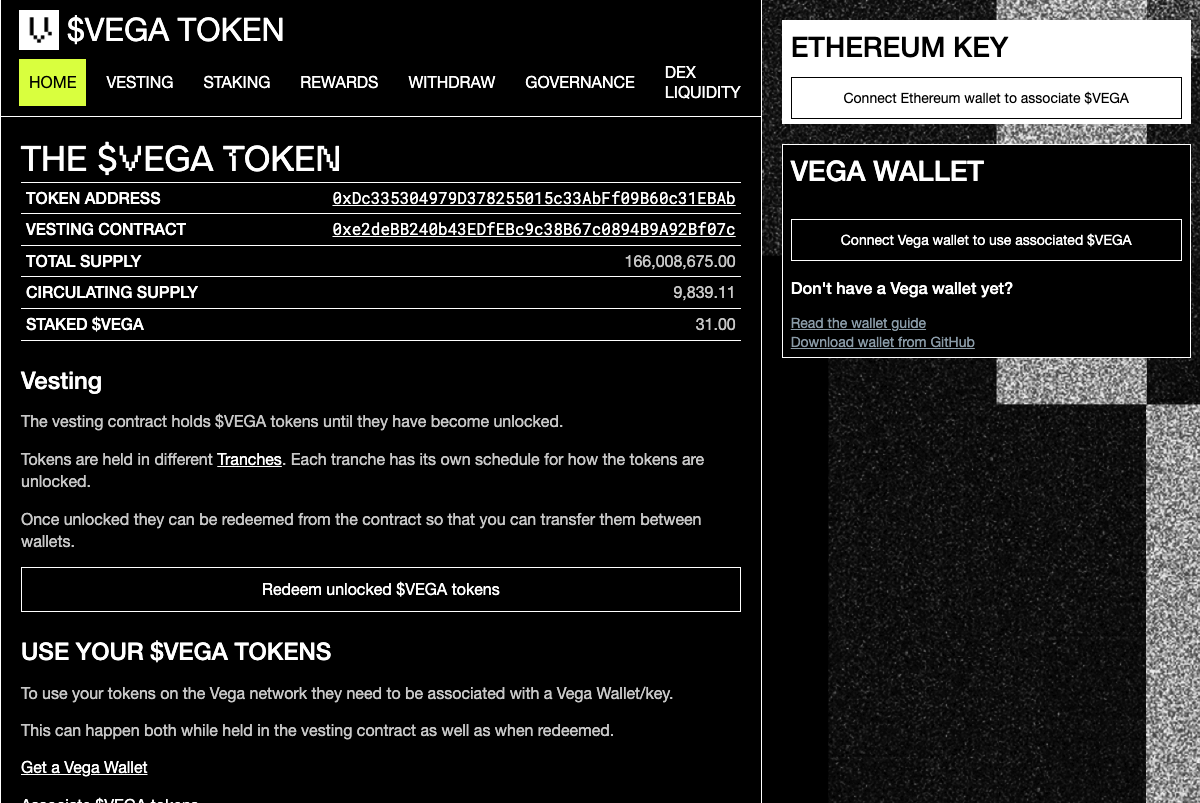 $VEGA TOKEN
HOME
VESTING
STAKING
REWARDS
WITHDRAW
GOVERNANCE
DEX
LIQUIDITY
THE $VEGA TOKEN
TOKEN ADDRESS 0xDc335304979D378255015c33AbFf09B60c31EBAb
VESTING CONTRACT 0xe2deBB240b43EDfEBc9c38B67c0894B9A92Bf07c
TOTAL SUPPLY 166,008,675.00
CIRCULATING SUPPLY 9,839.11
STAKED $VEGA 31.00
Vesting
The vesting contract holds $VEGA tokens until they have become unlocked.
Tokens are held in different Tranches. Each tranche has its own schedule for how the tokens are
unlocked.
Once unlocked they can be redeemed from the contract so that you can transfer them between
wallets.
Redeem unlocked $VEGA tokens
USE YOUR $VEGA TOKENS
To use your tokens on the Vega network they need to be associated with a Vega Wallet/key.
This can happen both while held in the vesting contract as well as when redeemed.
Get a Vega Wallet
Associate $VEGA tokens
ETHEREUM KEY
Connect Ethereum wallet to associate $VEGA
VEGA WALLET
Connect Vega wallet to use associated $VEGA
Don't have a Vega wallet yet?
Read the wallet guide
Download wallet from GitHub